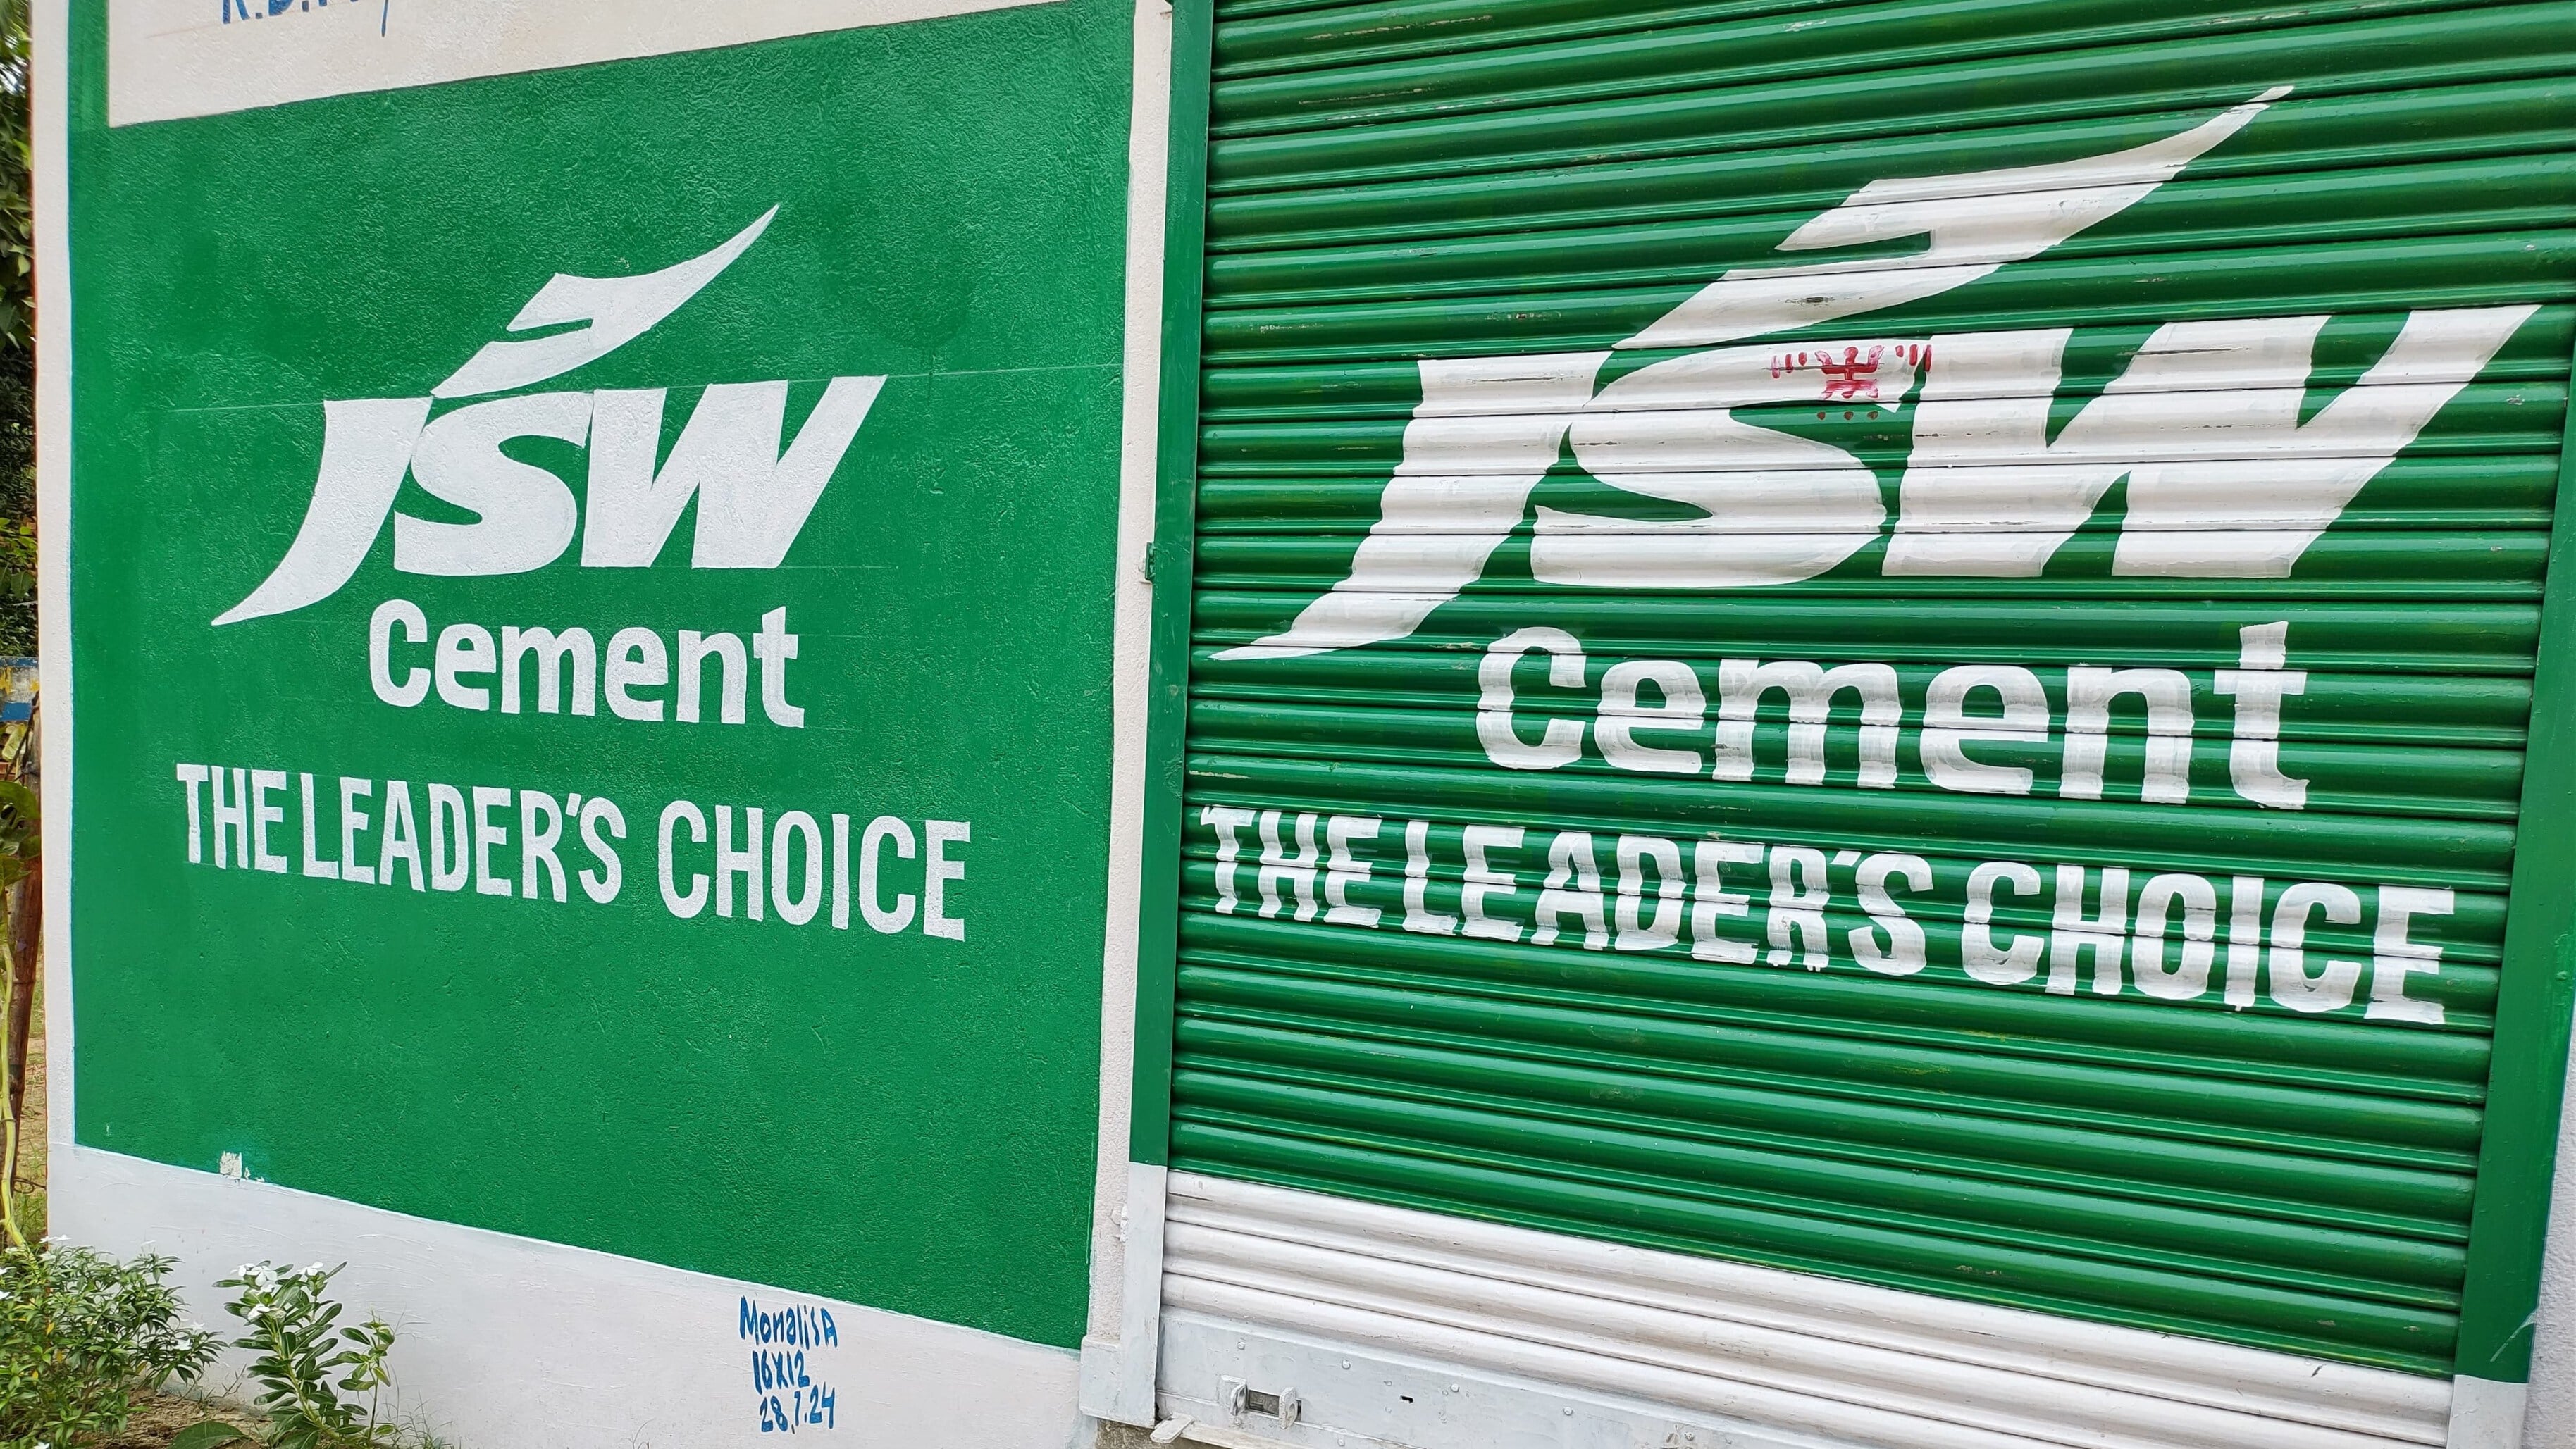 JSW
Cement
THE LEADER'S CHOICE
MonalisA
16X12
28.7.24
JSW
Cement
THE LEADER'S CHOICE